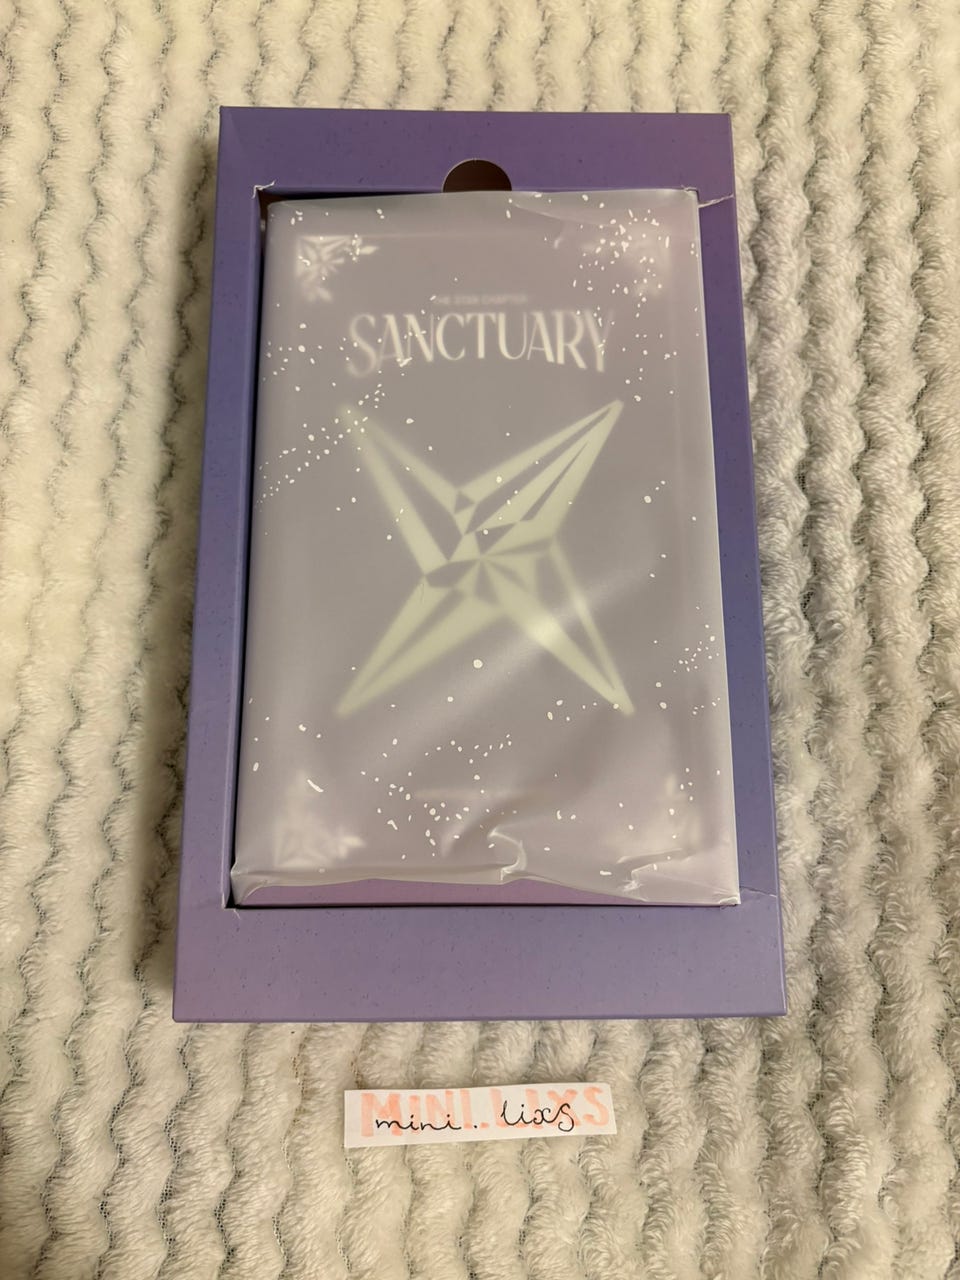 THE STAR CHAPTER
SANCTUARY
MINI.LIXS
mini. lixs